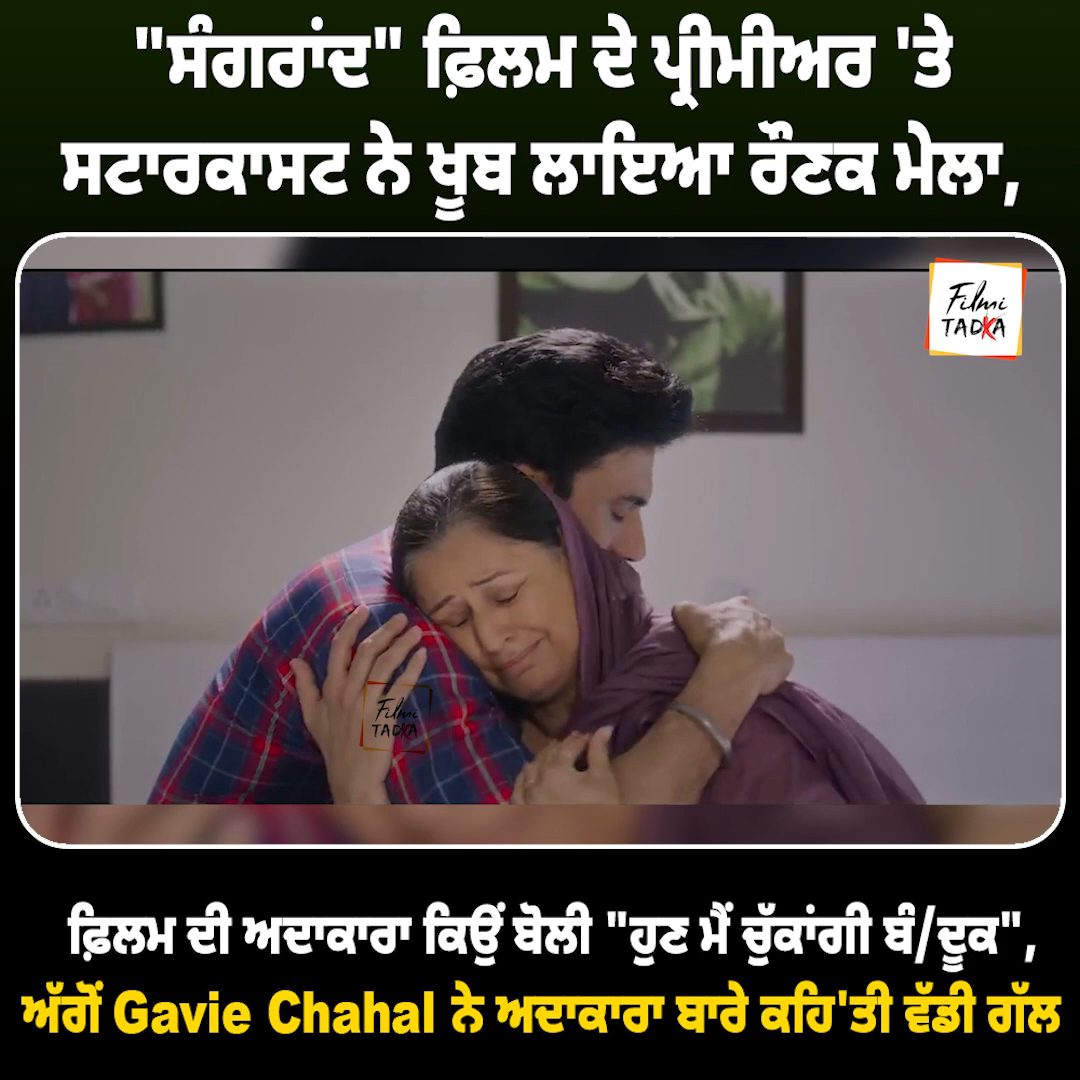 "ਸੰਗਰਾਂਦ" ਫ਼ਿਲਮ ਦੇ ਪ੍ਰੀਮੀਅਰ 'ਤੇ
ਸਟਾਰਕਾਸਟ ਨੇ ਖੂਬ ਲਾਇਆ ਰੌਣਕ ਮੇਲਾ,
Filmi
TADKA
Filmi
TADKA
ਫ਼ਿਲਮ ਦੀ ਅਦਾਕਾਰਾ ਕਿਉਂ ਬੋਲੀ "ਹੁਣ ਮੈਂ ਚੁੱਕਾਂਗੀ ਬੰ/ਦੂਕ",
ਅੱਗੋਂ Gavie Chahal ਨੇ ਅਦਾਕਾਰਾ ਬਾਰੇ ਕਹਿ'ਤੀ ਵੱਡੀ ਗੱਲ